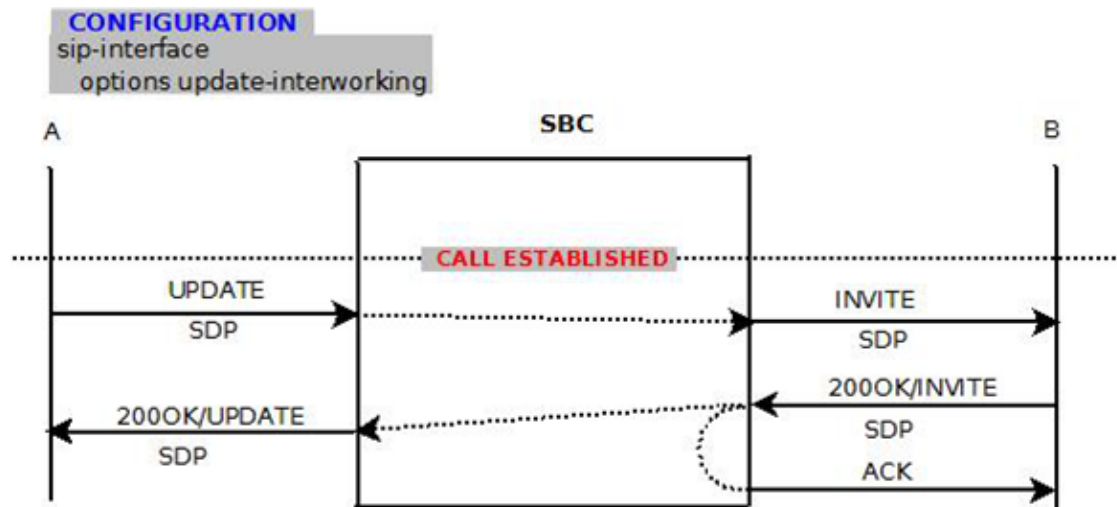 CONFIGURATION
sip-interface
options update-interworking
A
SBC
B
CALL ESTABLISHED
UPDATE
SDP
INVITE
SDP
200OK/INVITE
SDP
200OK/UPDATE
SDP
ACK